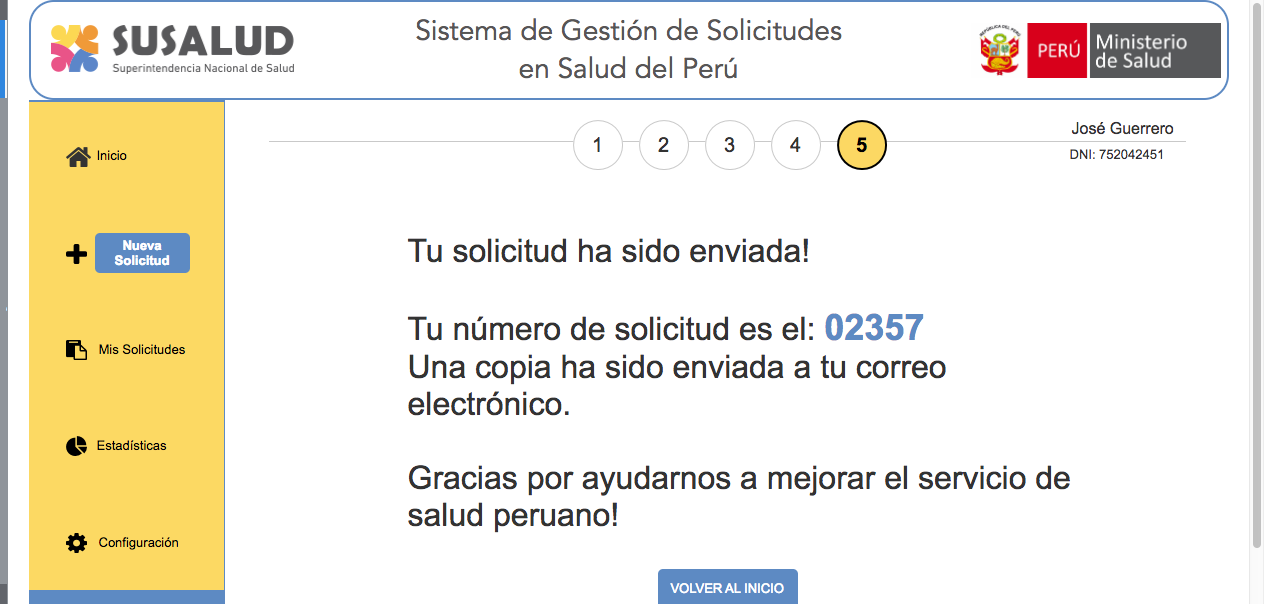 SUSALUD
Superintendencia Nacional de Salud
Sistema de Gestión de Solicitudes
en Salud del Perú
REPÚBLICA DEL PERÚ
PERÚ
Ministerio
de Salud
Inicio
Nueva
Solicitud
Mis Solicitudes
Estadísticas
Configuración
1 2 3 4 5
José Guerrero
DNI: 752042451
Tu solicitud ha sido enviada!
Tu número de solicitud es el: 02357
Una copia ha sido enviada a tu correo
electrónico.
Gracias por ayudarnos a mejorar el servicio de
salud peruano!
VOLVER AL INICIO